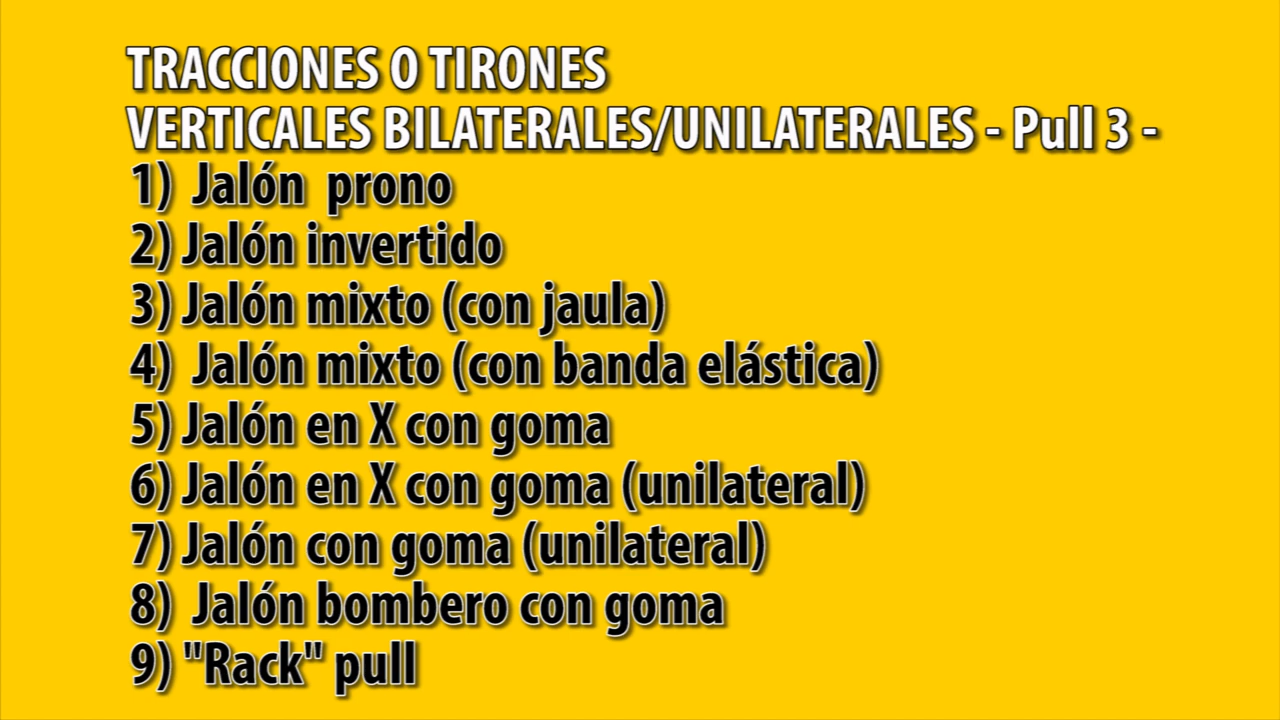 TRACCIONES O TIRONES
VERTICALES BILATERALES/UNILATERALES - Pull 3 -
1) Jalón prono
2) Jalón invertido
3) Jalón mixto (con jaula)
4) Jalón mixto (con banda elástica)
5) Jalón en X con goma
6) Jalón en X con goma (unilateral)
7) Jalón con goma (unilateral)
8) Jalón bombero con goma
9) "Rack" pull